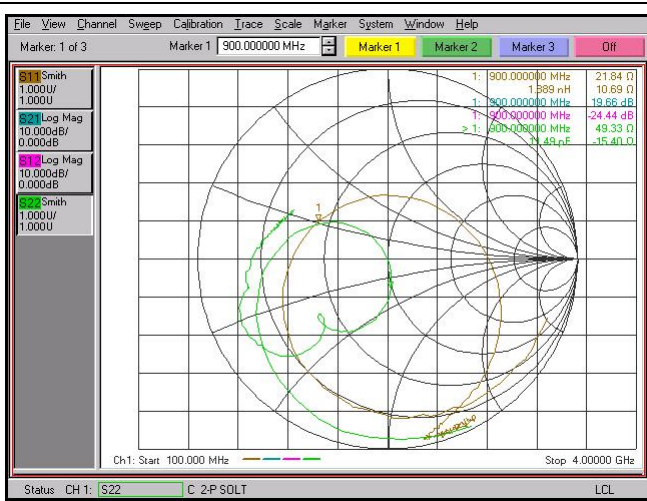 File View Channel Sweep Calibration Trace Scale Marker System Window Help
Marker: 1 of 3 Marker 1 900.000000 MHz Marker 1 Marker 2 Marker 3 Off
S11 Smith
1.000U/
1.000U
S21 Log Mag
10.000dB/
0.000dB
S12 Log Mag
10.000dB/
0.000dB
S22 Smith
1.000U/
1.000U
1: 900.000000 MHz 21.84 Ω
1.889 nH 10.69 Ω
1: 900.000000 MHz 19.66 dB
1: 900.000000 MHz -24.44 dB
> 1: 900.000000 MHz 49.33 Ω
pF -15.40 Ω
1
Ch1: Start 100.000 MHz Stop 4.00000 GHz
Status CH 1: S22 C 2-P SOLT LCL